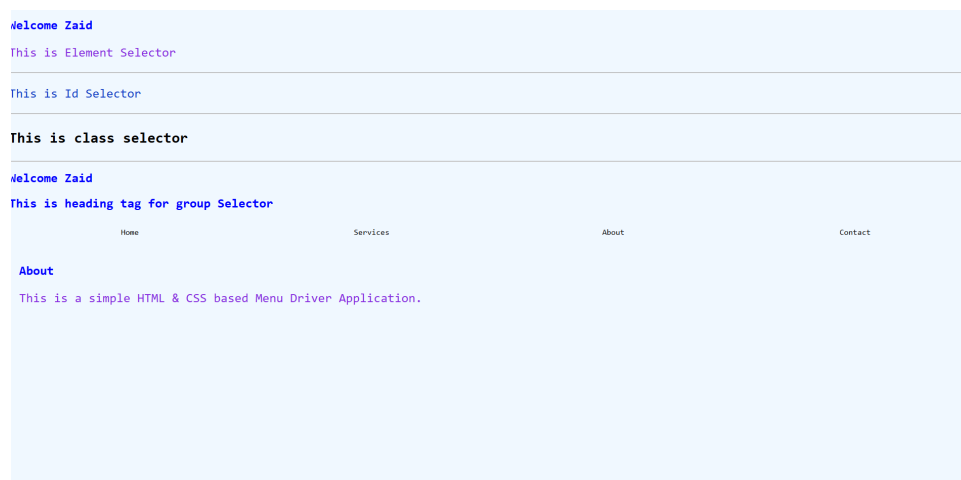 Welcome Zaid
This is Element Selector
This is Id Selector
This is class selector
Welcome Zaid
This is heading tag for group Selector
Home Services About Contact
About
This is a simple HTML & CSS based Menu Driver Application.